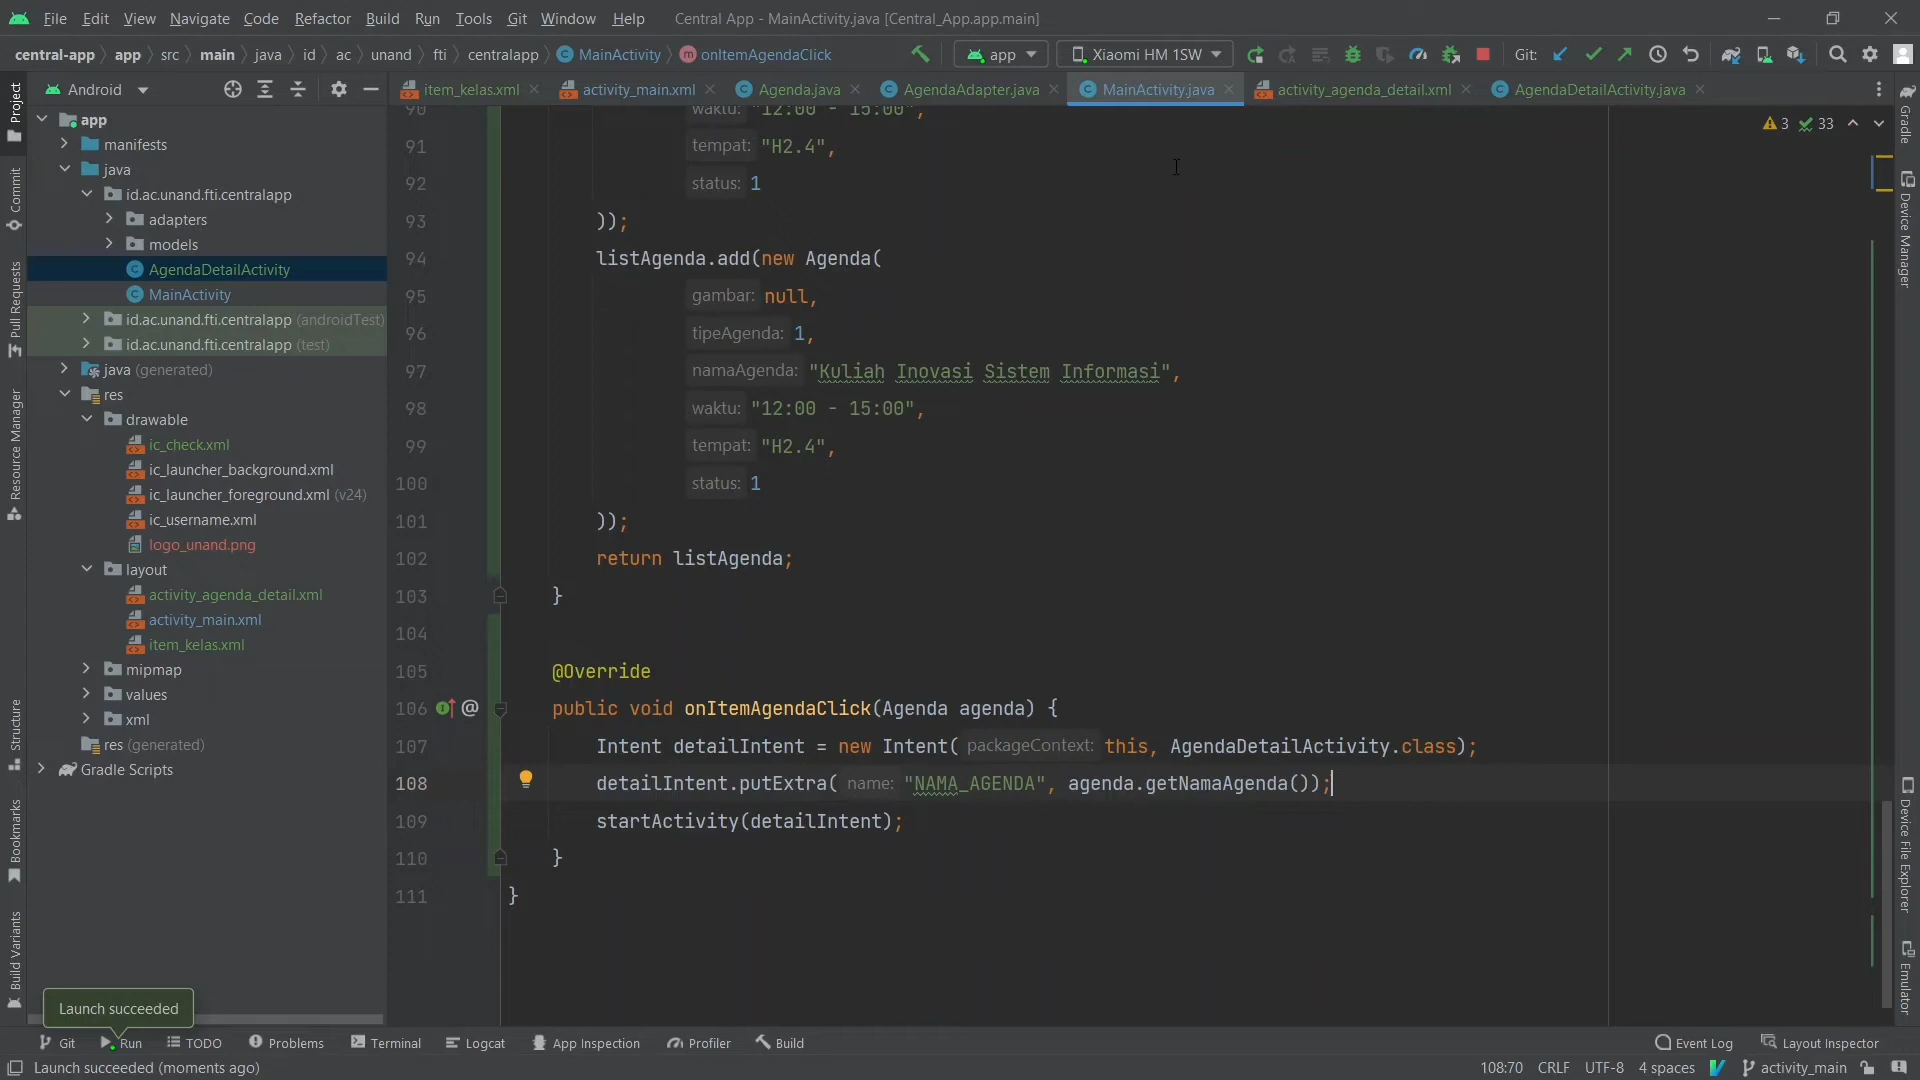 File Edit View Navigate Code Refactor Build Run Tools Git Window Help Central App - MainActivity.java [Central_App.app.main]
central-app app src main java id ac unand fti centralapp MainActivity onItemAgendaClick app Xiaomi HM 1SW Git:
Android
item_kelas.xml activity_main.xml Agenda.java AgendaAdapter.java MainActivity.java activity_agenda_detail.xml AgendaDetailActivity.java
Project
Commit
Pull Requests
Resource Manager
Structure
Bookmarks
Build Variants
app
manifests
java
id.ac.unand.fti.centralapp
adapters
models
AgendaDetailActivity
MainActivity
id.ac.unand.fti.centralapp (androidTest)
id.ac.unand.fti.centralapp (test)
java (generated)
res
drawable
ic_check.xml
ic_launcher_background.xml
ic_launcher_foreground.xml (v24)
ic_username.xml
logo_unand.png
layout
activity_agenda_detail.xml
activity_main.xml
item_kelas.xml
mipmap
values
xml
res (generated)
Gradle Scripts
3 33
90 waktu: "12:00 - 15:00",
91 tempat: "H2.4",
92 status: 1
93 ));
94 listAgenda.add(new Agenda(
95 gambar: null,
96 tipeAgenda: 1,
97 namaAgenda: "Kuliah Inovasi Sistem Informasi",
98 waktu: "12:00 - 15:00",
99 tempat: "H2.4",
100 status: 1
101 ));
102 return listAgenda;
103 }
104
105 @Override
106 @ public void onItemAgendaClick(Agenda agenda) {
107 Intent detailIntent = new Intent( packageContext: this, AgendaDetailActivity.class);
108 detailIntent.putExtra( name: "NAMA_AGENDA", agenda.getNamaAgenda());
109 startActivity(detailIntent);
110 }
111 }
Gradle
Device Manager
Device File Explorer
Emulator
Launch succeeded
Git Run TODO Problems Terminal Logcat App Inspection Profiler Build Event Log Layout Inspector
Launch succeeded (moments ago) 108:70 CRLF UTF-8 4 spaces activity_main